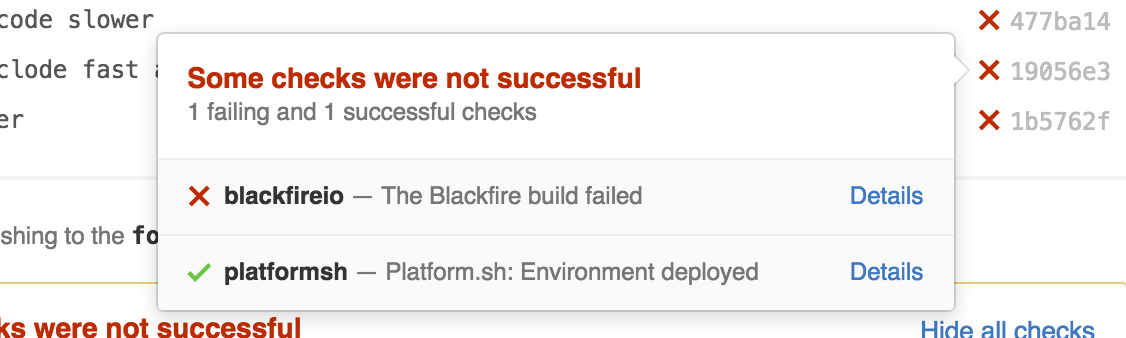 code slower
477ba14
clode fast a
19056e3
er
1b5762f
Some checks were not successful
1 failing and 1 successful checks
blackfireio — The Blackfire build failed
Details
platformsh — Platform.sh: Environment deployed
Details
shing to the fo
ks were not successful
Hide all checks